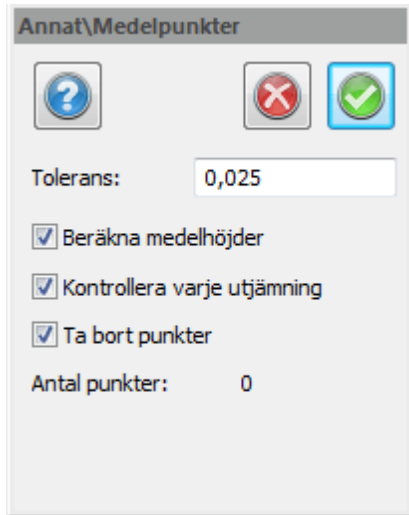 Annat\Medelpunkter
?
Tolerans: 0,025
Beräkna medelhöjder
Kontrollera varje utjämning
Ta bort punkter
Antal punkter: 0